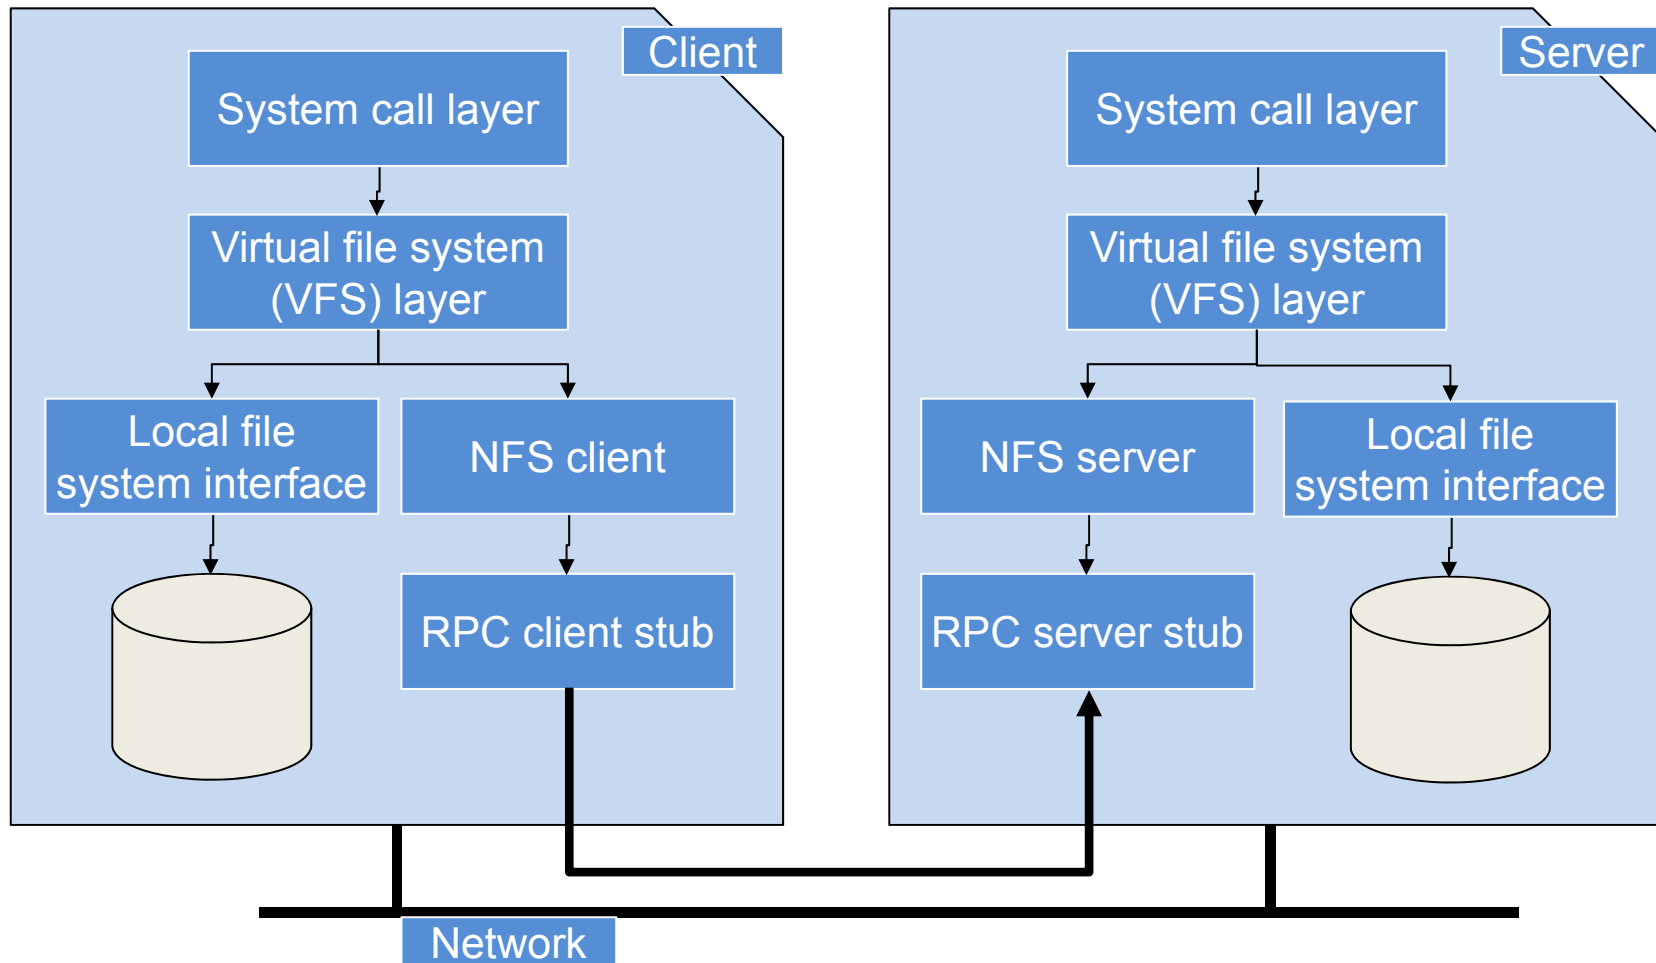 Client
System call layer
Virtual file system
(VFS) layer
Local file
system interface
NFS client
RPC client stub
Server
System call layer
Virtual file system
(VFS) layer
NFS server
Local file
system interface
RPC server stub
Network